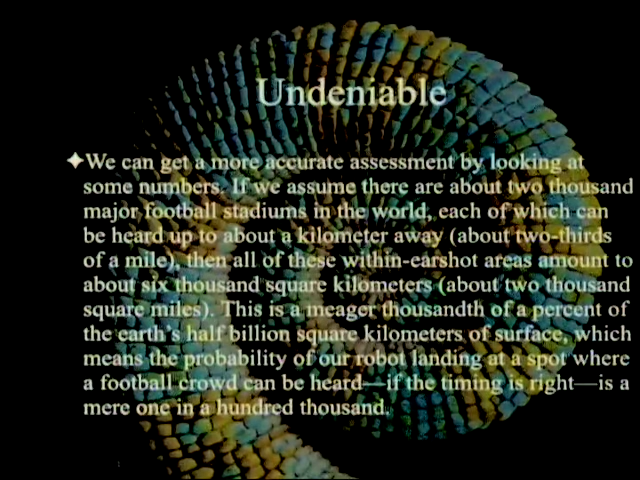 Undeniable
✦We can get a more accurate assessment by looking at
some numbers. If we assume there are about two thousand
major football stadiums in the world, each of which can
be heard up to about a kilometer away (about two-thirds
of a mile), then all of these within-earshot areas amount to
about six thousand square kilometers (about two thousand
square miles). This is a meager thousandth of a percent of
the earth's half billion square kilometers of surface, which
means the probability of our robot landing at a spot where
a football crowd can be heard—if the timing is right—is a
mere one in a hundred thousand.